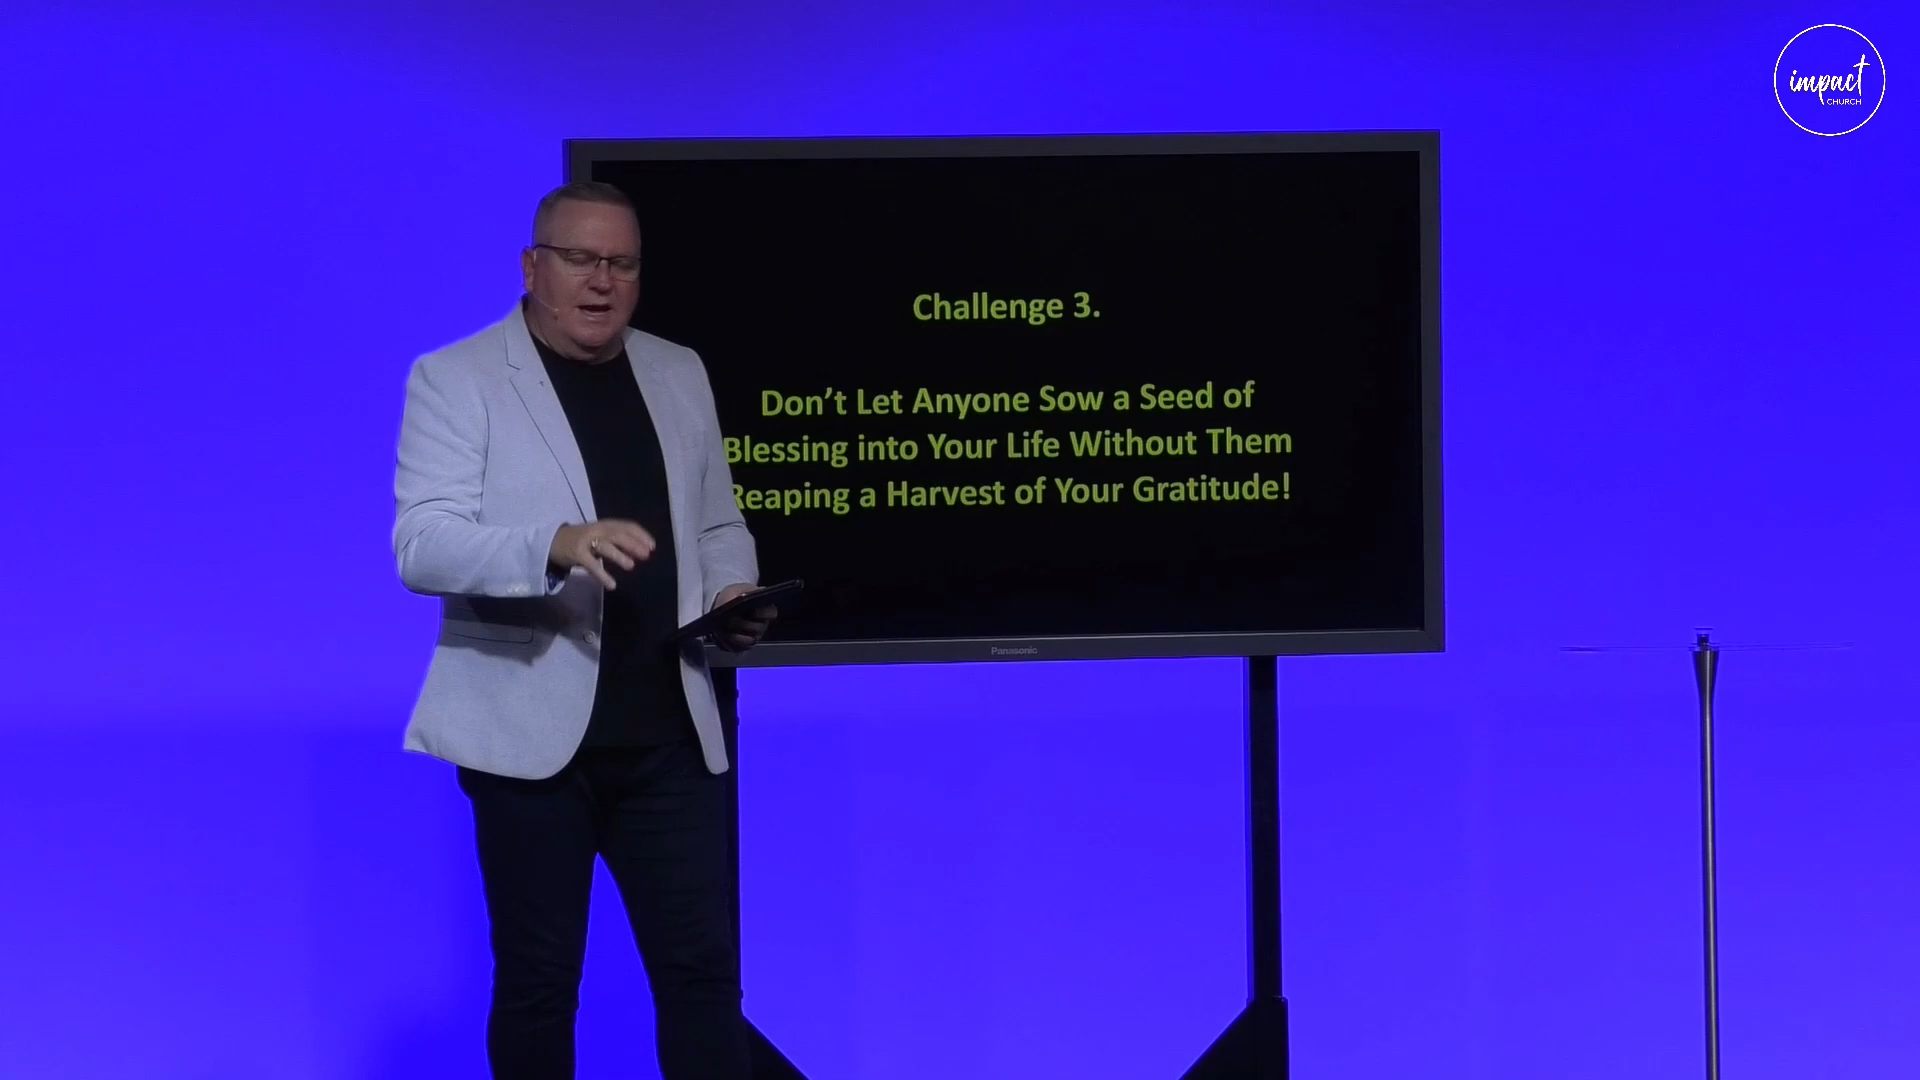 impact
CHURCH
Challenge 3.
Don't Let Anyone Sow a Seed of
Blessing into Your Life Without Them
Reaping a Harvest of Your Gratitude!
Panasonic